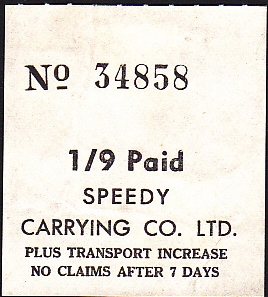 Nº 34858
1/9 Paid
SPEEDY
CARRYING CO. LTD.
PLUS TRANSPORT INCREASE
NO CLAIMS AFTER 7 DAYS